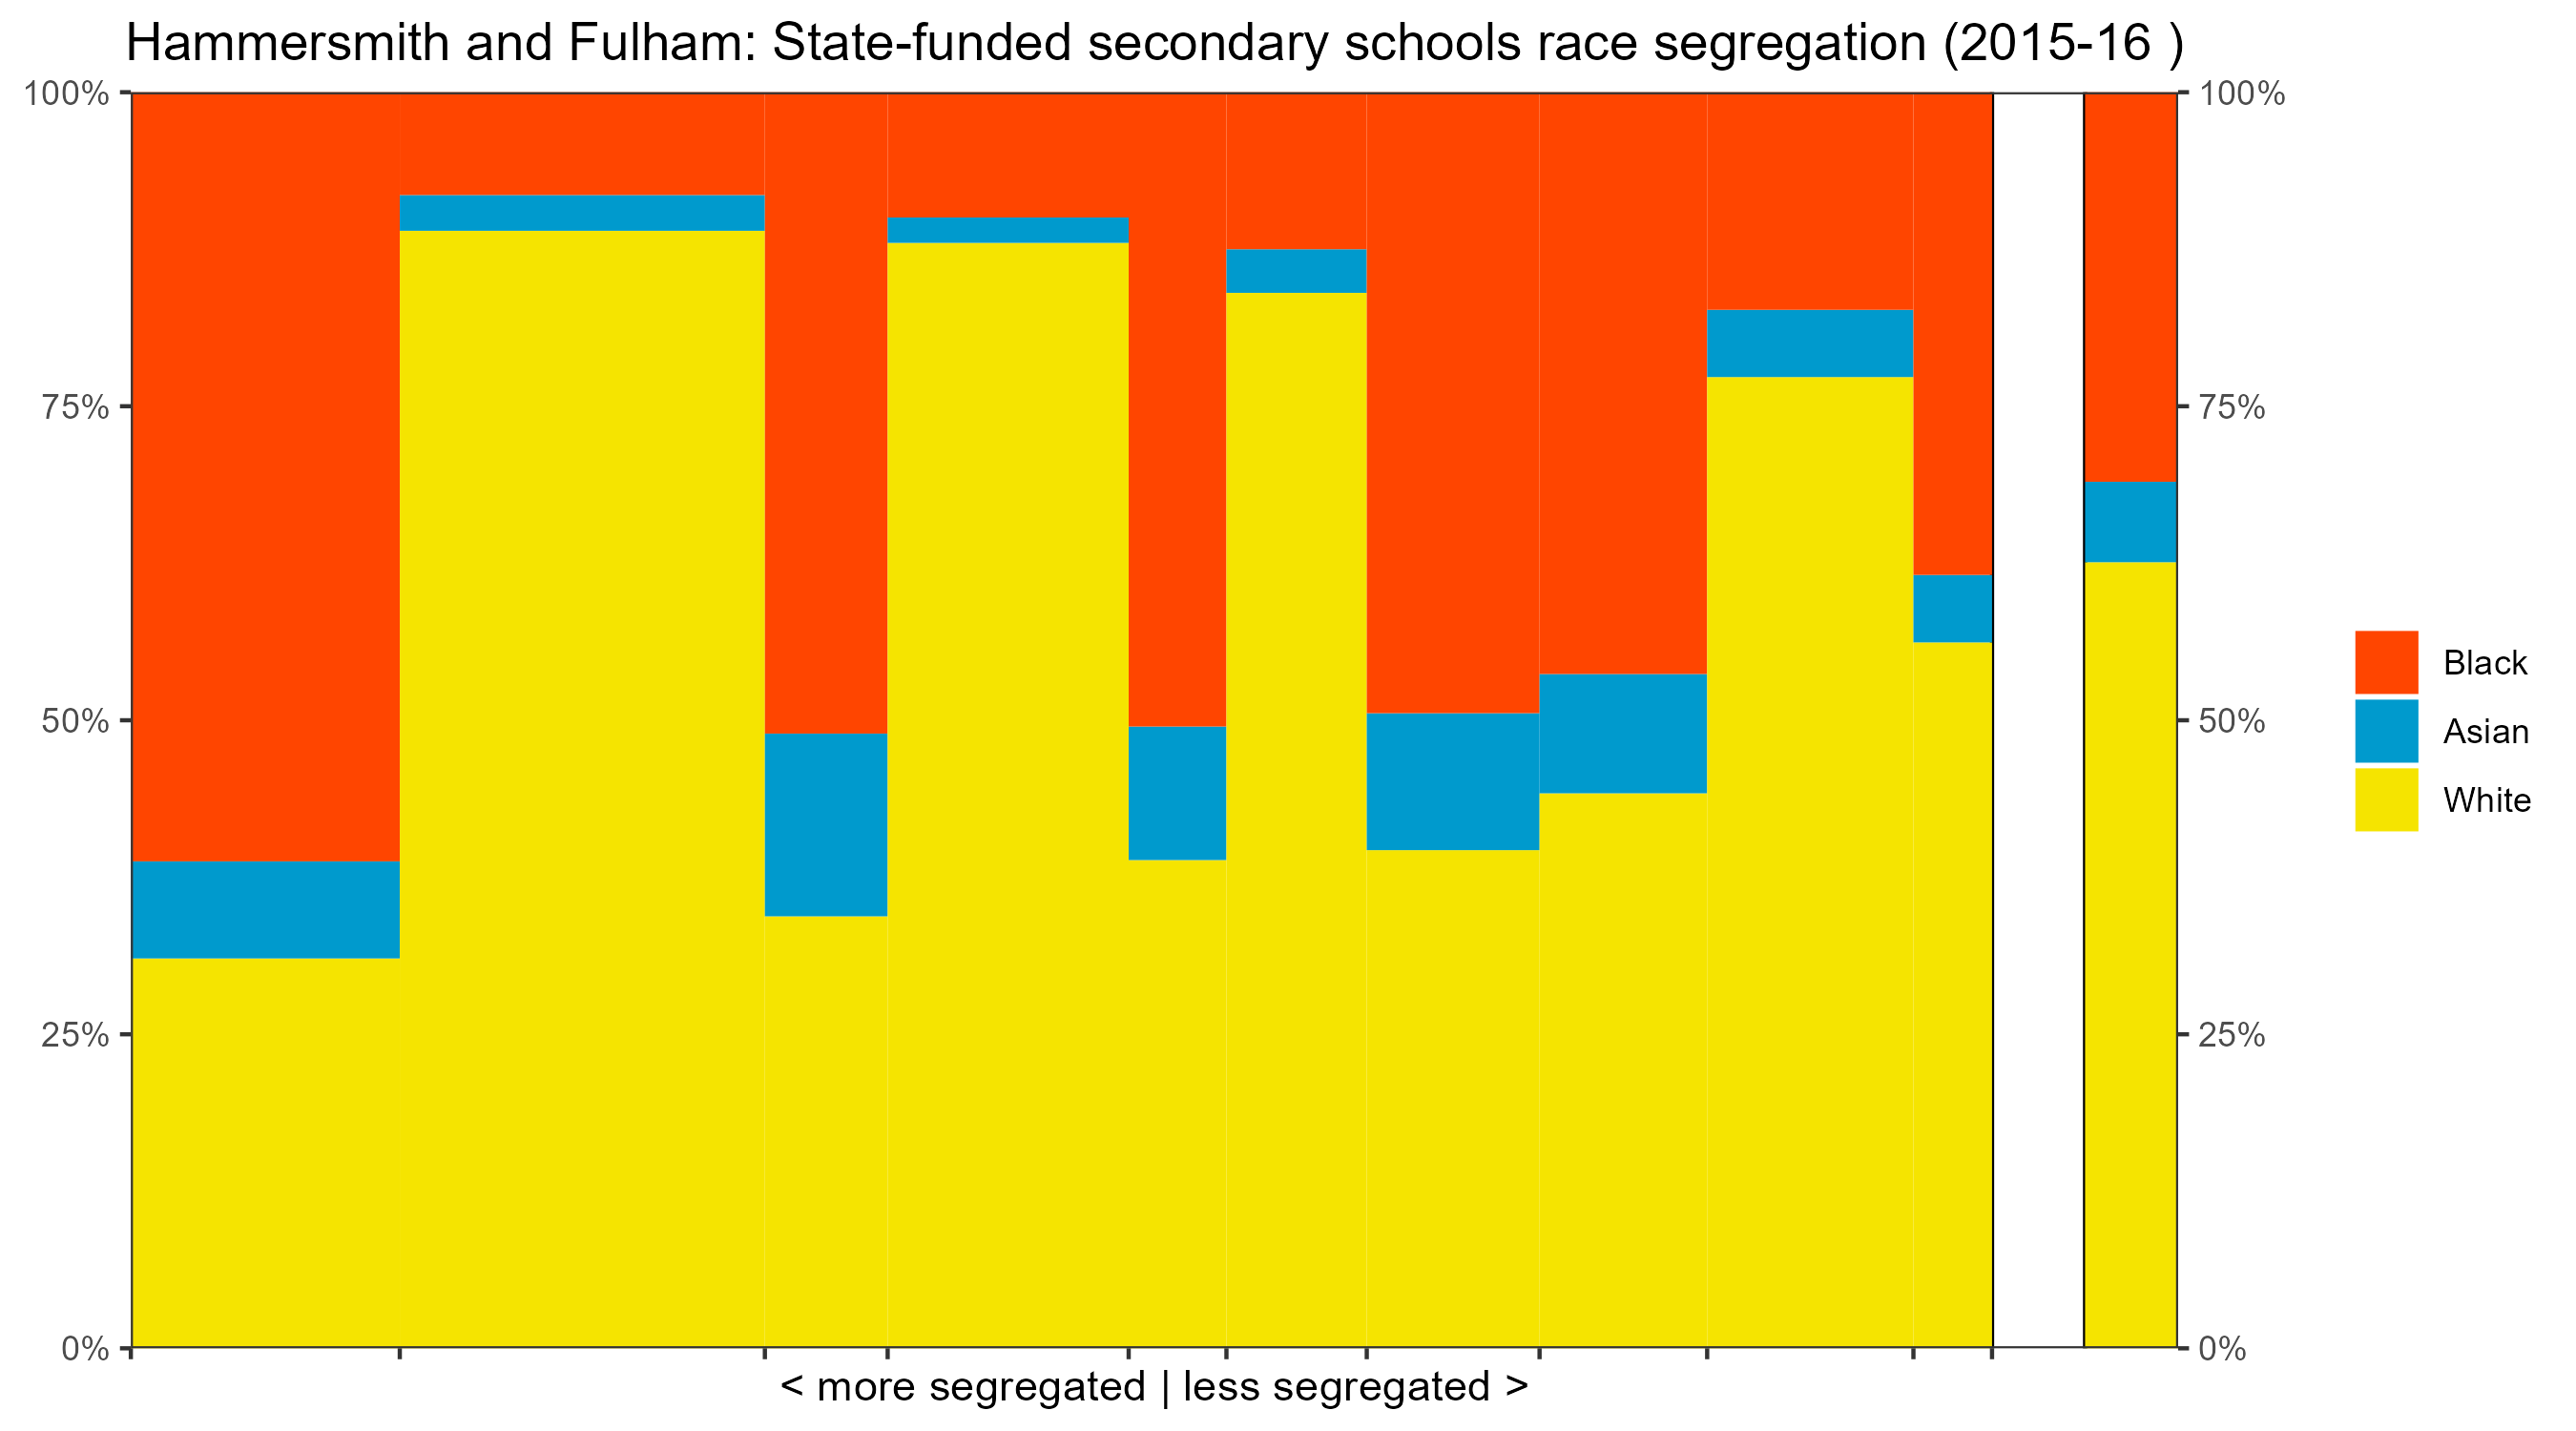 Hammersmith and Fulham: State-funded secondary schools race segregation (2015-16 )
100%
75%
50%
25%
0%
100%
75%
50%
25%
0%
Black
Asian
White
< more segregated | less segregated >